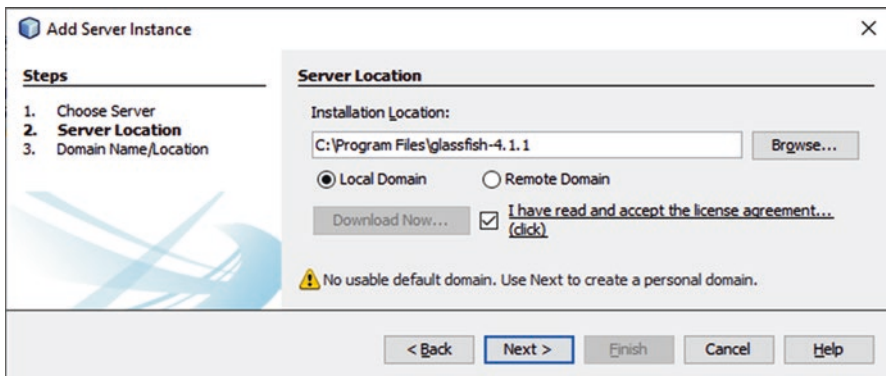 Add Server Instance
Steps
1. Choose Server
2. Server Location
3. Domain Name/Location
Server Location
Installation Location:
C:\Program Files\glassfish-4.1.1
Browse...
Local Domain
Remote Domain
Download Now...
I have read and accept the license agreement...
(click)
No usable default domain. Use Next to create a personal domain.
< Back
Next >
Finish
Cancel
Help